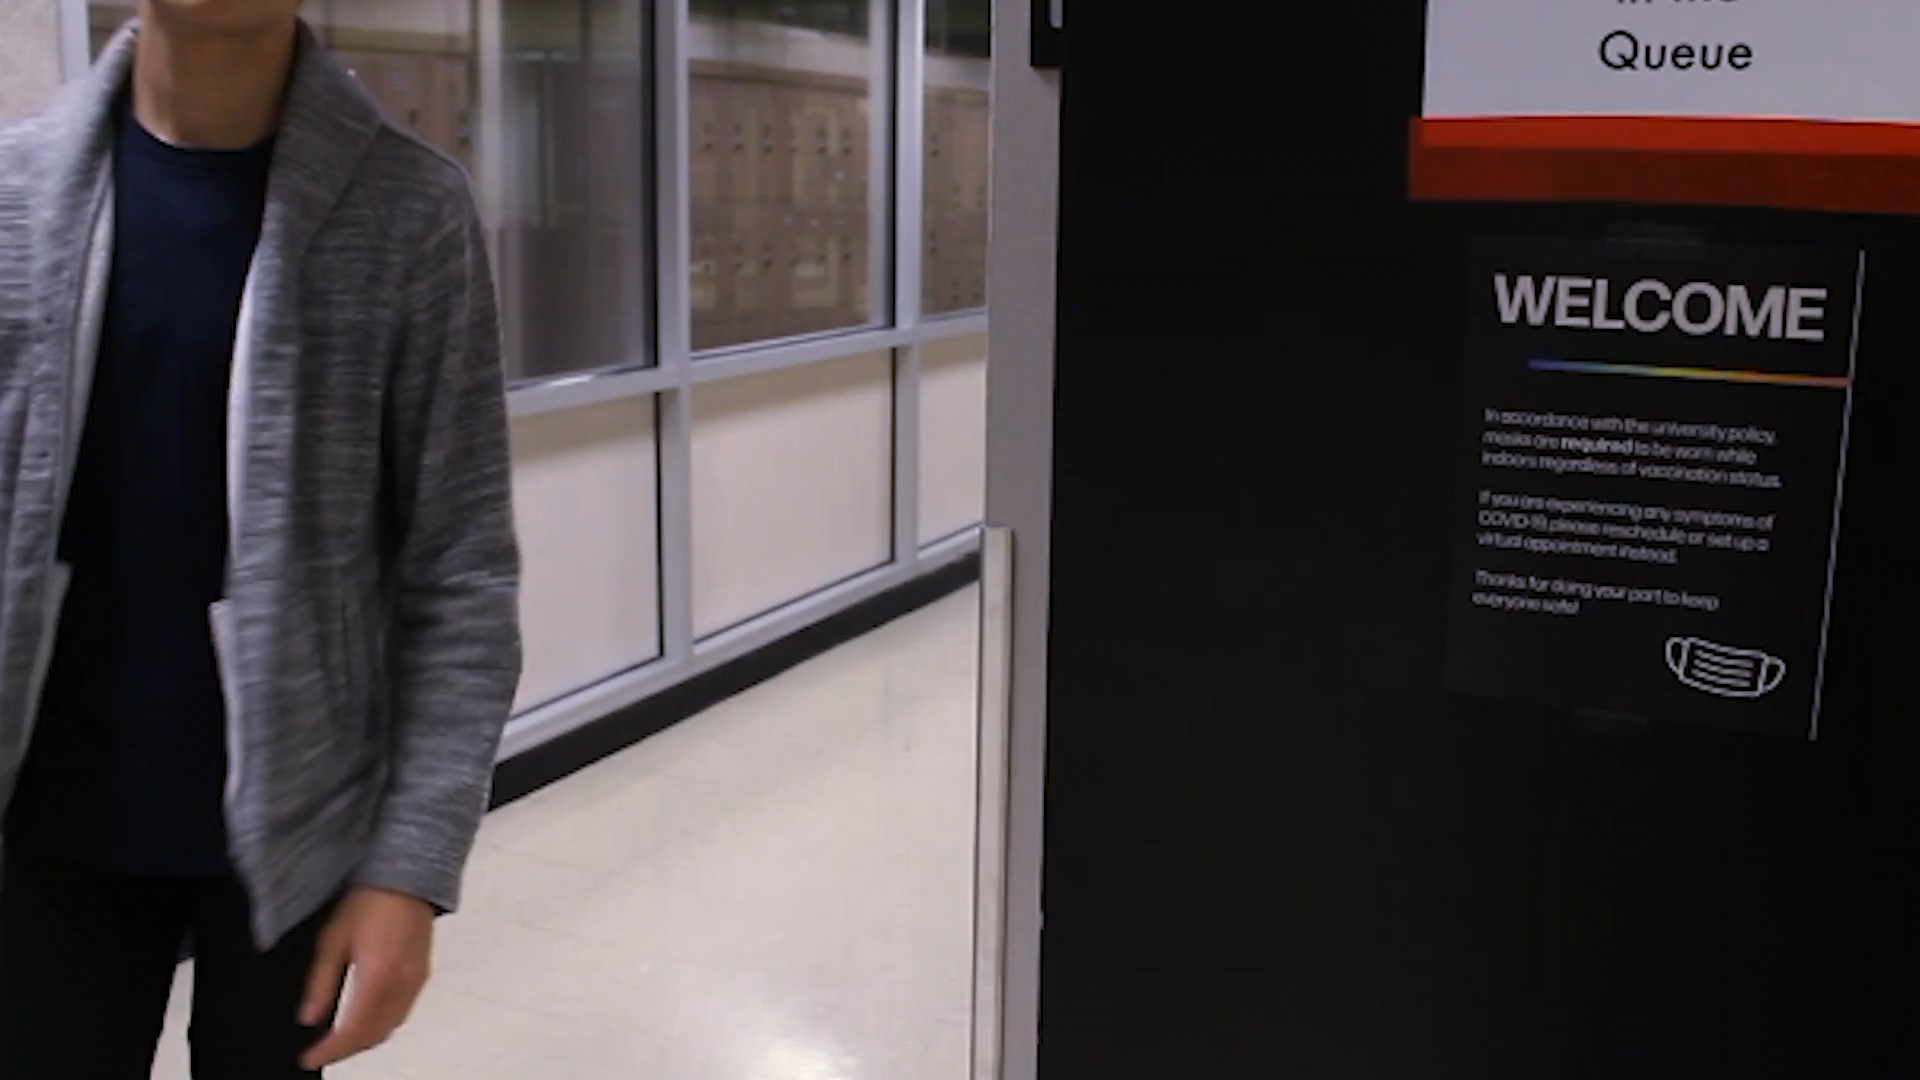 Queue
WELCOME
In accordance with the university policy,
masks are required to be worn while
indoors regardless of vaccination status.
If you are experiencing any symptoms of
COVID-19 please reschedule or set up a
virtual appointment instead.
Thanks for doing your part to keep
everyone safe!